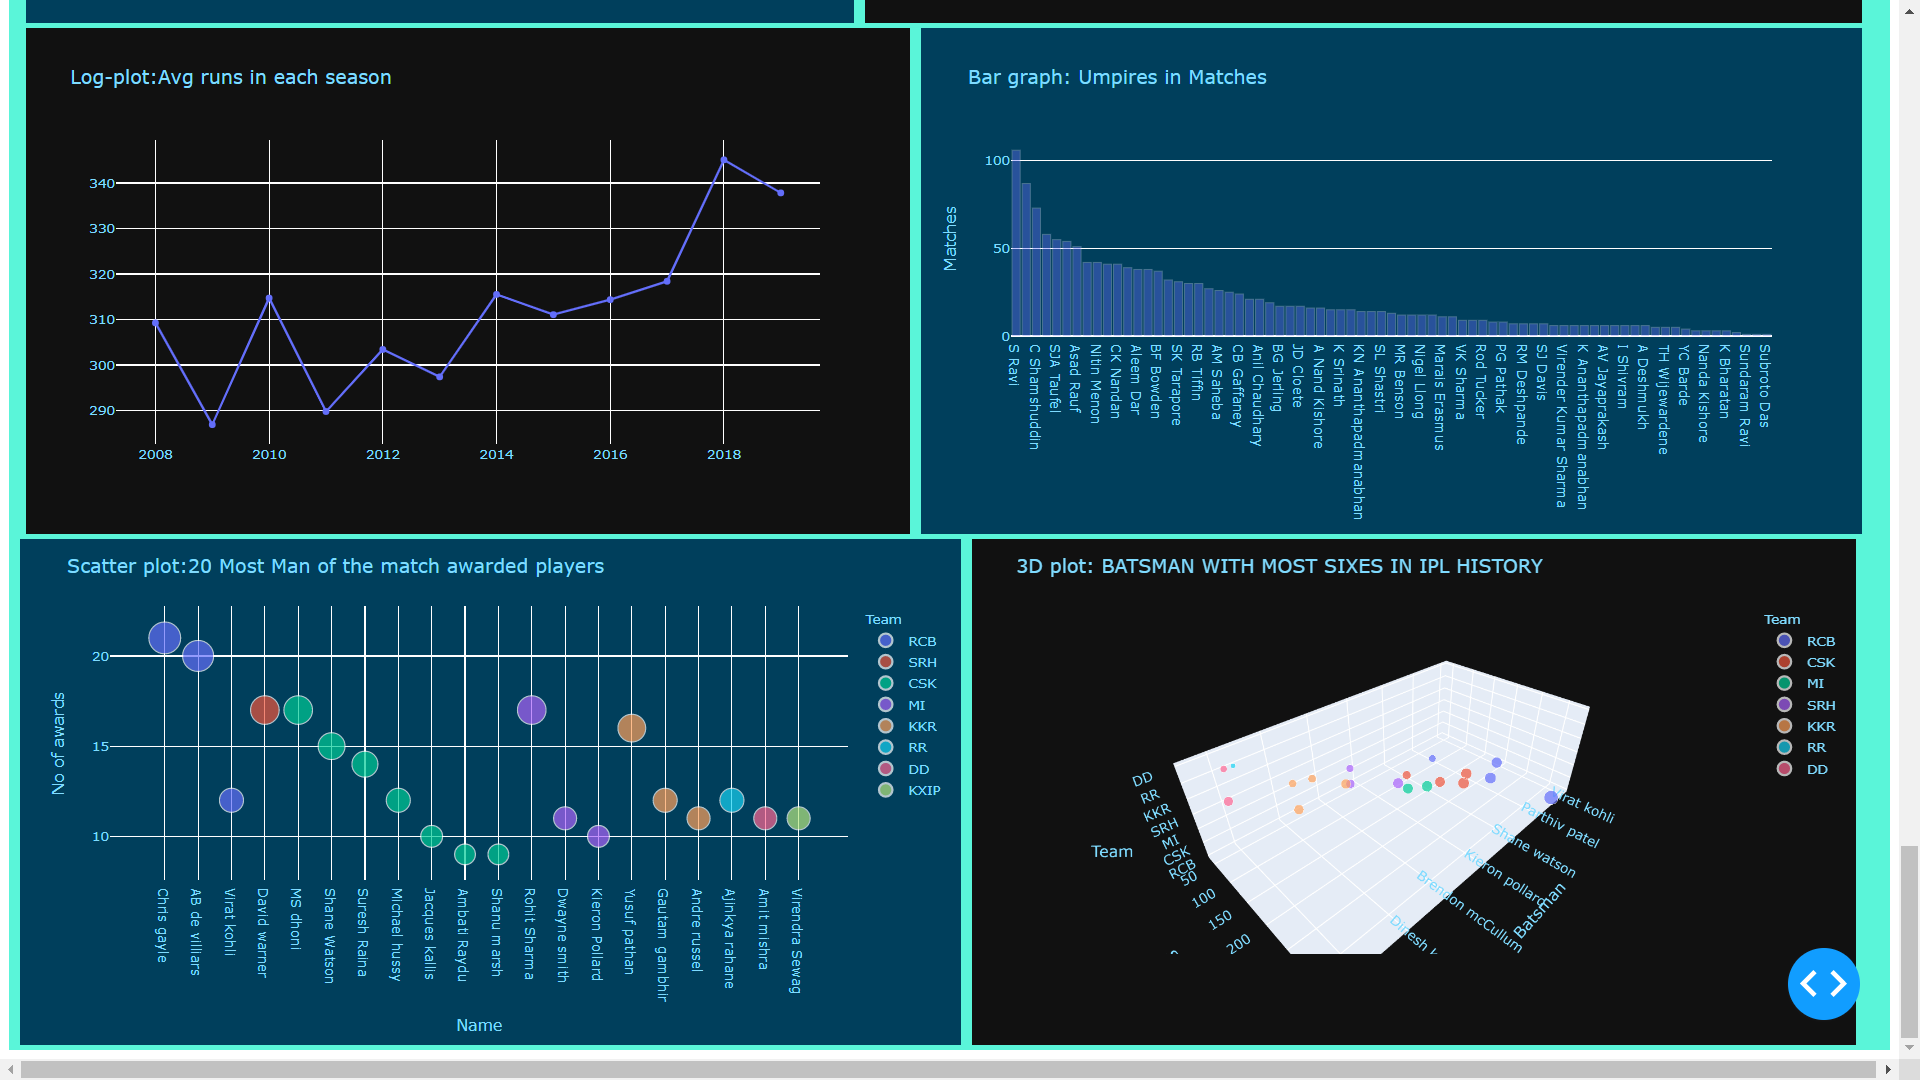 Log-plot:Avg runs in each season
340
330
320
310
300
290
2008 2010 2012 2014 2016 2018
Bar graph: Umpires in Matches
Matches
100
50
0
S Ravi
C Shamshuddin
SJA Taufel
Asad Rauf
Nitin Menon
CK Nandan
Aleem Dar
BF Bowden
SK Tarapore
RB Tiffin
AM Saheba
CB Gaffaney
Anil Chaudhary
BG Jerling
JD Cloete
A Nand Kishore
K Srinath
KN Ananthapadmanabhan
SL Shastri
MR Benson
Nigel Llong
Marais Erasmus
VK Sharma
Rod Tucker
PG Pathak
RM Deshpande
SJ Davis
Virender Kumar Sharma
K Ananthapadmanabhan
AV Jayaprakash
I Shivram
A Deshmukh
TH Wijewardene
YC Barde
Nanda Kishore
K Bharatan
Sundaram Ravi
Subroto Das
Scatter plot:20 Most Man of the match awarded players
No of awards
20
15
10
Chris gayle
AB de villiars
Virat kohli
David warner
MS dhoni
Shane Watson
Suresh Raina
Michael hussy
Jacques kallis
Ambati Raydu
Shanu marsh
Rohit Sharma
Dwayne smith
Kieron Pollard
Yusuf pathan
Gautam gambhir
Andre russel
Ajinkya rahane
Amit mishra
Virendra Sewag
Name
Team
RCB
SRH
CSK
MI
KKR
RR
DD
KXIP
3D plot: BATSMAN WITH MOST SIXES IN IPL HISTORY
Team
DD
RR
KKR
SRH
MI
CSK
RCB
50
100
150
200
Virat kohli
Parthiv patel
Shane watson
Kieron pollard
Brendon mcCullum
Dinesh
Batsman
Team
RCB
CSK
MI
SRH
KKR
RR
DD